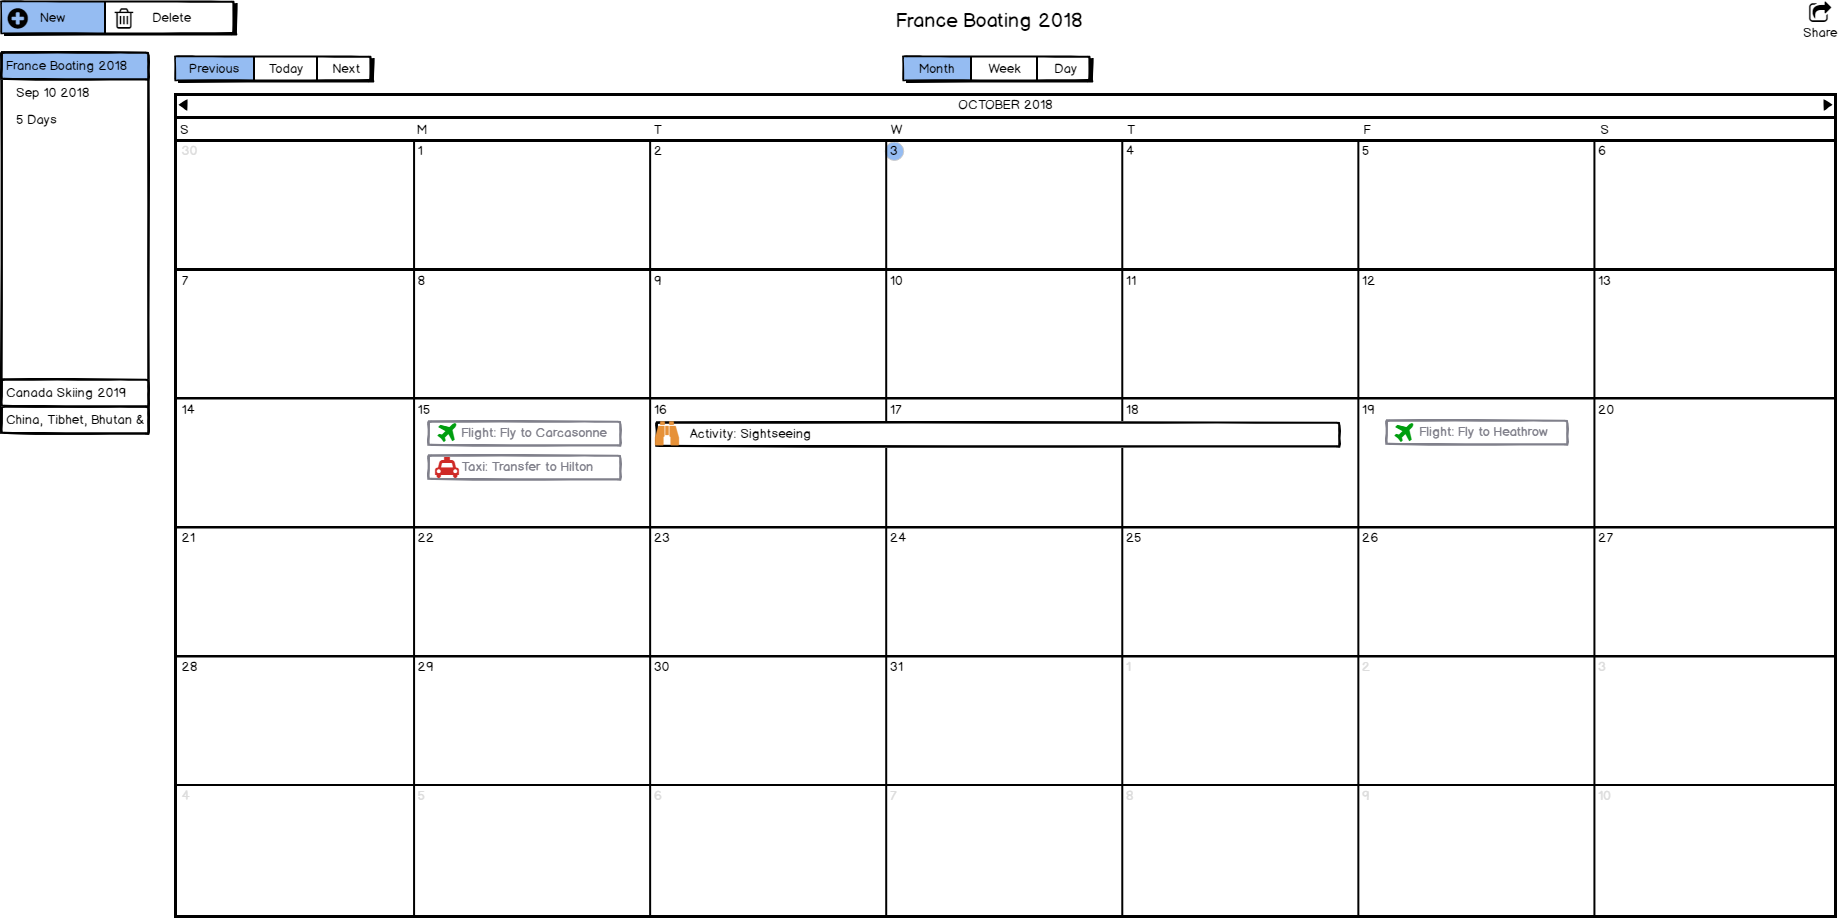 New Delete
France Boating 2018
Share
France Boating 2018
Sep 10 2018
5 Days
Canada Skiing 2019
China, Tibhet, Bhutan &
Previous Today Next
Month Week Day
OCTOBER 2018
S M T W T F S
30 1 2 3 4 5 6
7 8 9 10 11 12 13
14 15 16 17 18 19 20
Flight: Fly to Carcasonne
Activity: Sightseeing
Flight: Fly to Heathrow
Taxi: Transfer to Hilton
21 22 23 24 25 26 27
28 29 30 31 1 2 3
4 5 6 7 8 9 10